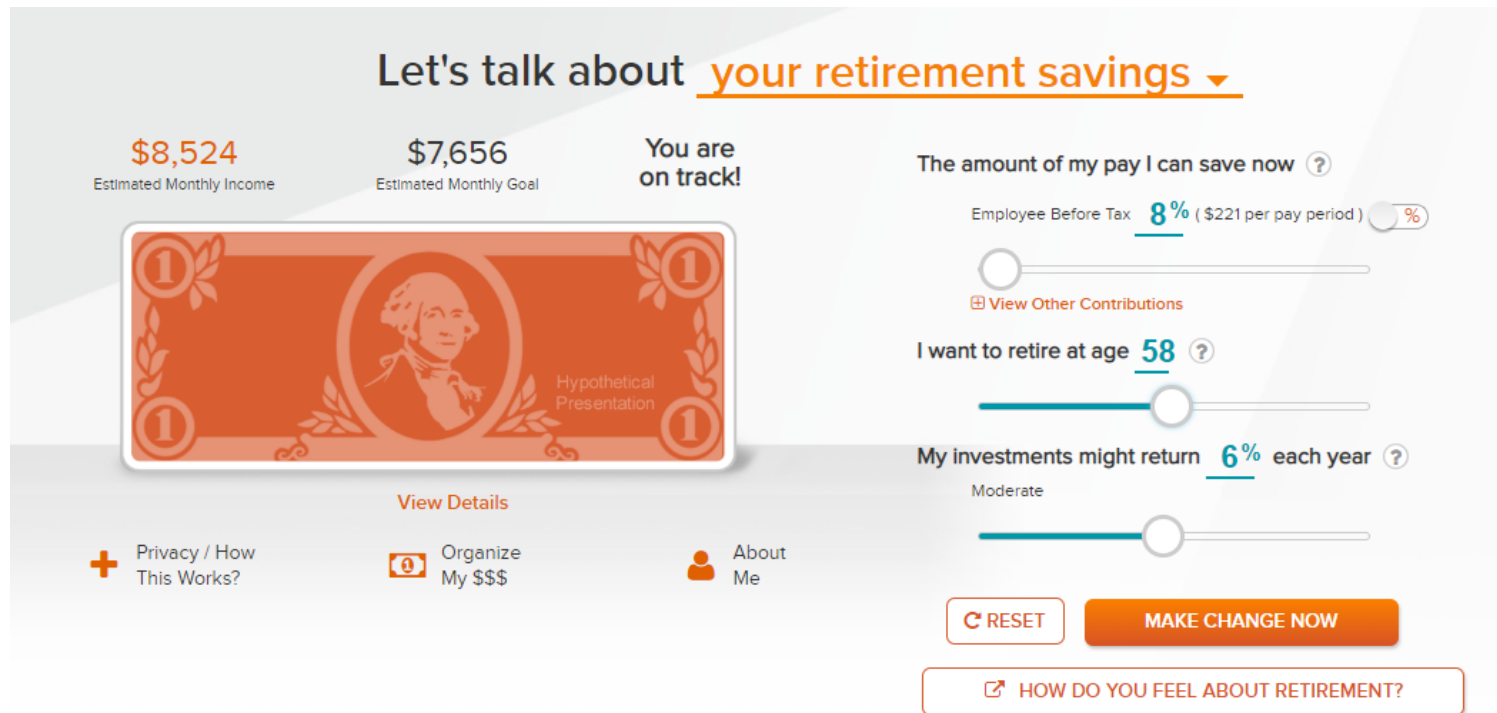 Let's talk about your retirement savings
$8,524
Estimated Monthly Income
$7,656
Estimated Monthly Goal
You are
on track!
1
1
1
1
Hypothetical
Presentation
View Details
Privacy / How
This Works?
1
Organize
My $$$
About
Me
The amount of my pay I can save now ?
Employee Before Tax 8% ( $221 per pay period ) %
View Other Contributions
I want to retire at age 58 ?
My investments might return 6% each year ?
Moderate
RESET
MAKE CHANGE NOW
HOW DO YOU FEEL ABOUT RETIREMENT?